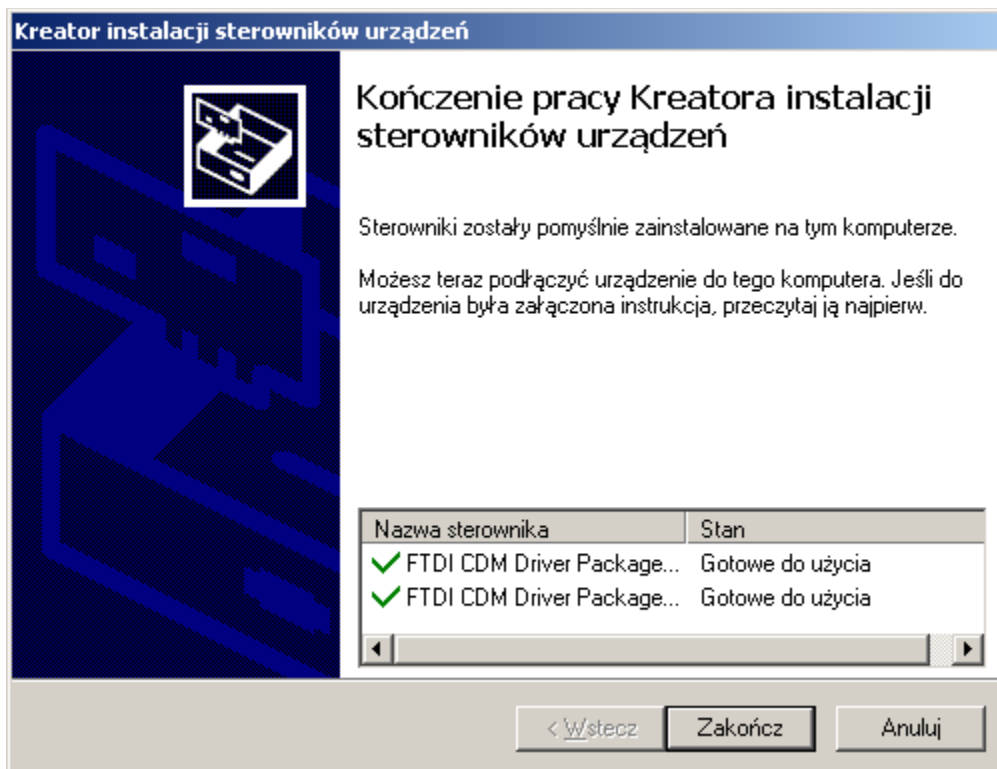 Kreator instalacji sterowników urządzeń
Kończenie pracy Kreatora instalacji
sterowników urządzeń
Sterowniki zostały pomyślnie zainstalowane na tym komputerze.
Możesz teraz podłączyć urządzenie do tego komputera. Jeśli do
urządzenia była załączona instrukcja, przeczytaj ją najpierw.
Nazwa sterownika Stan
FTDI CDM Driver Package... Gotowe do użycia
FTDI CDM Driver Package... Gotowe do użycia
< Wstecz Zakończ Anuluj